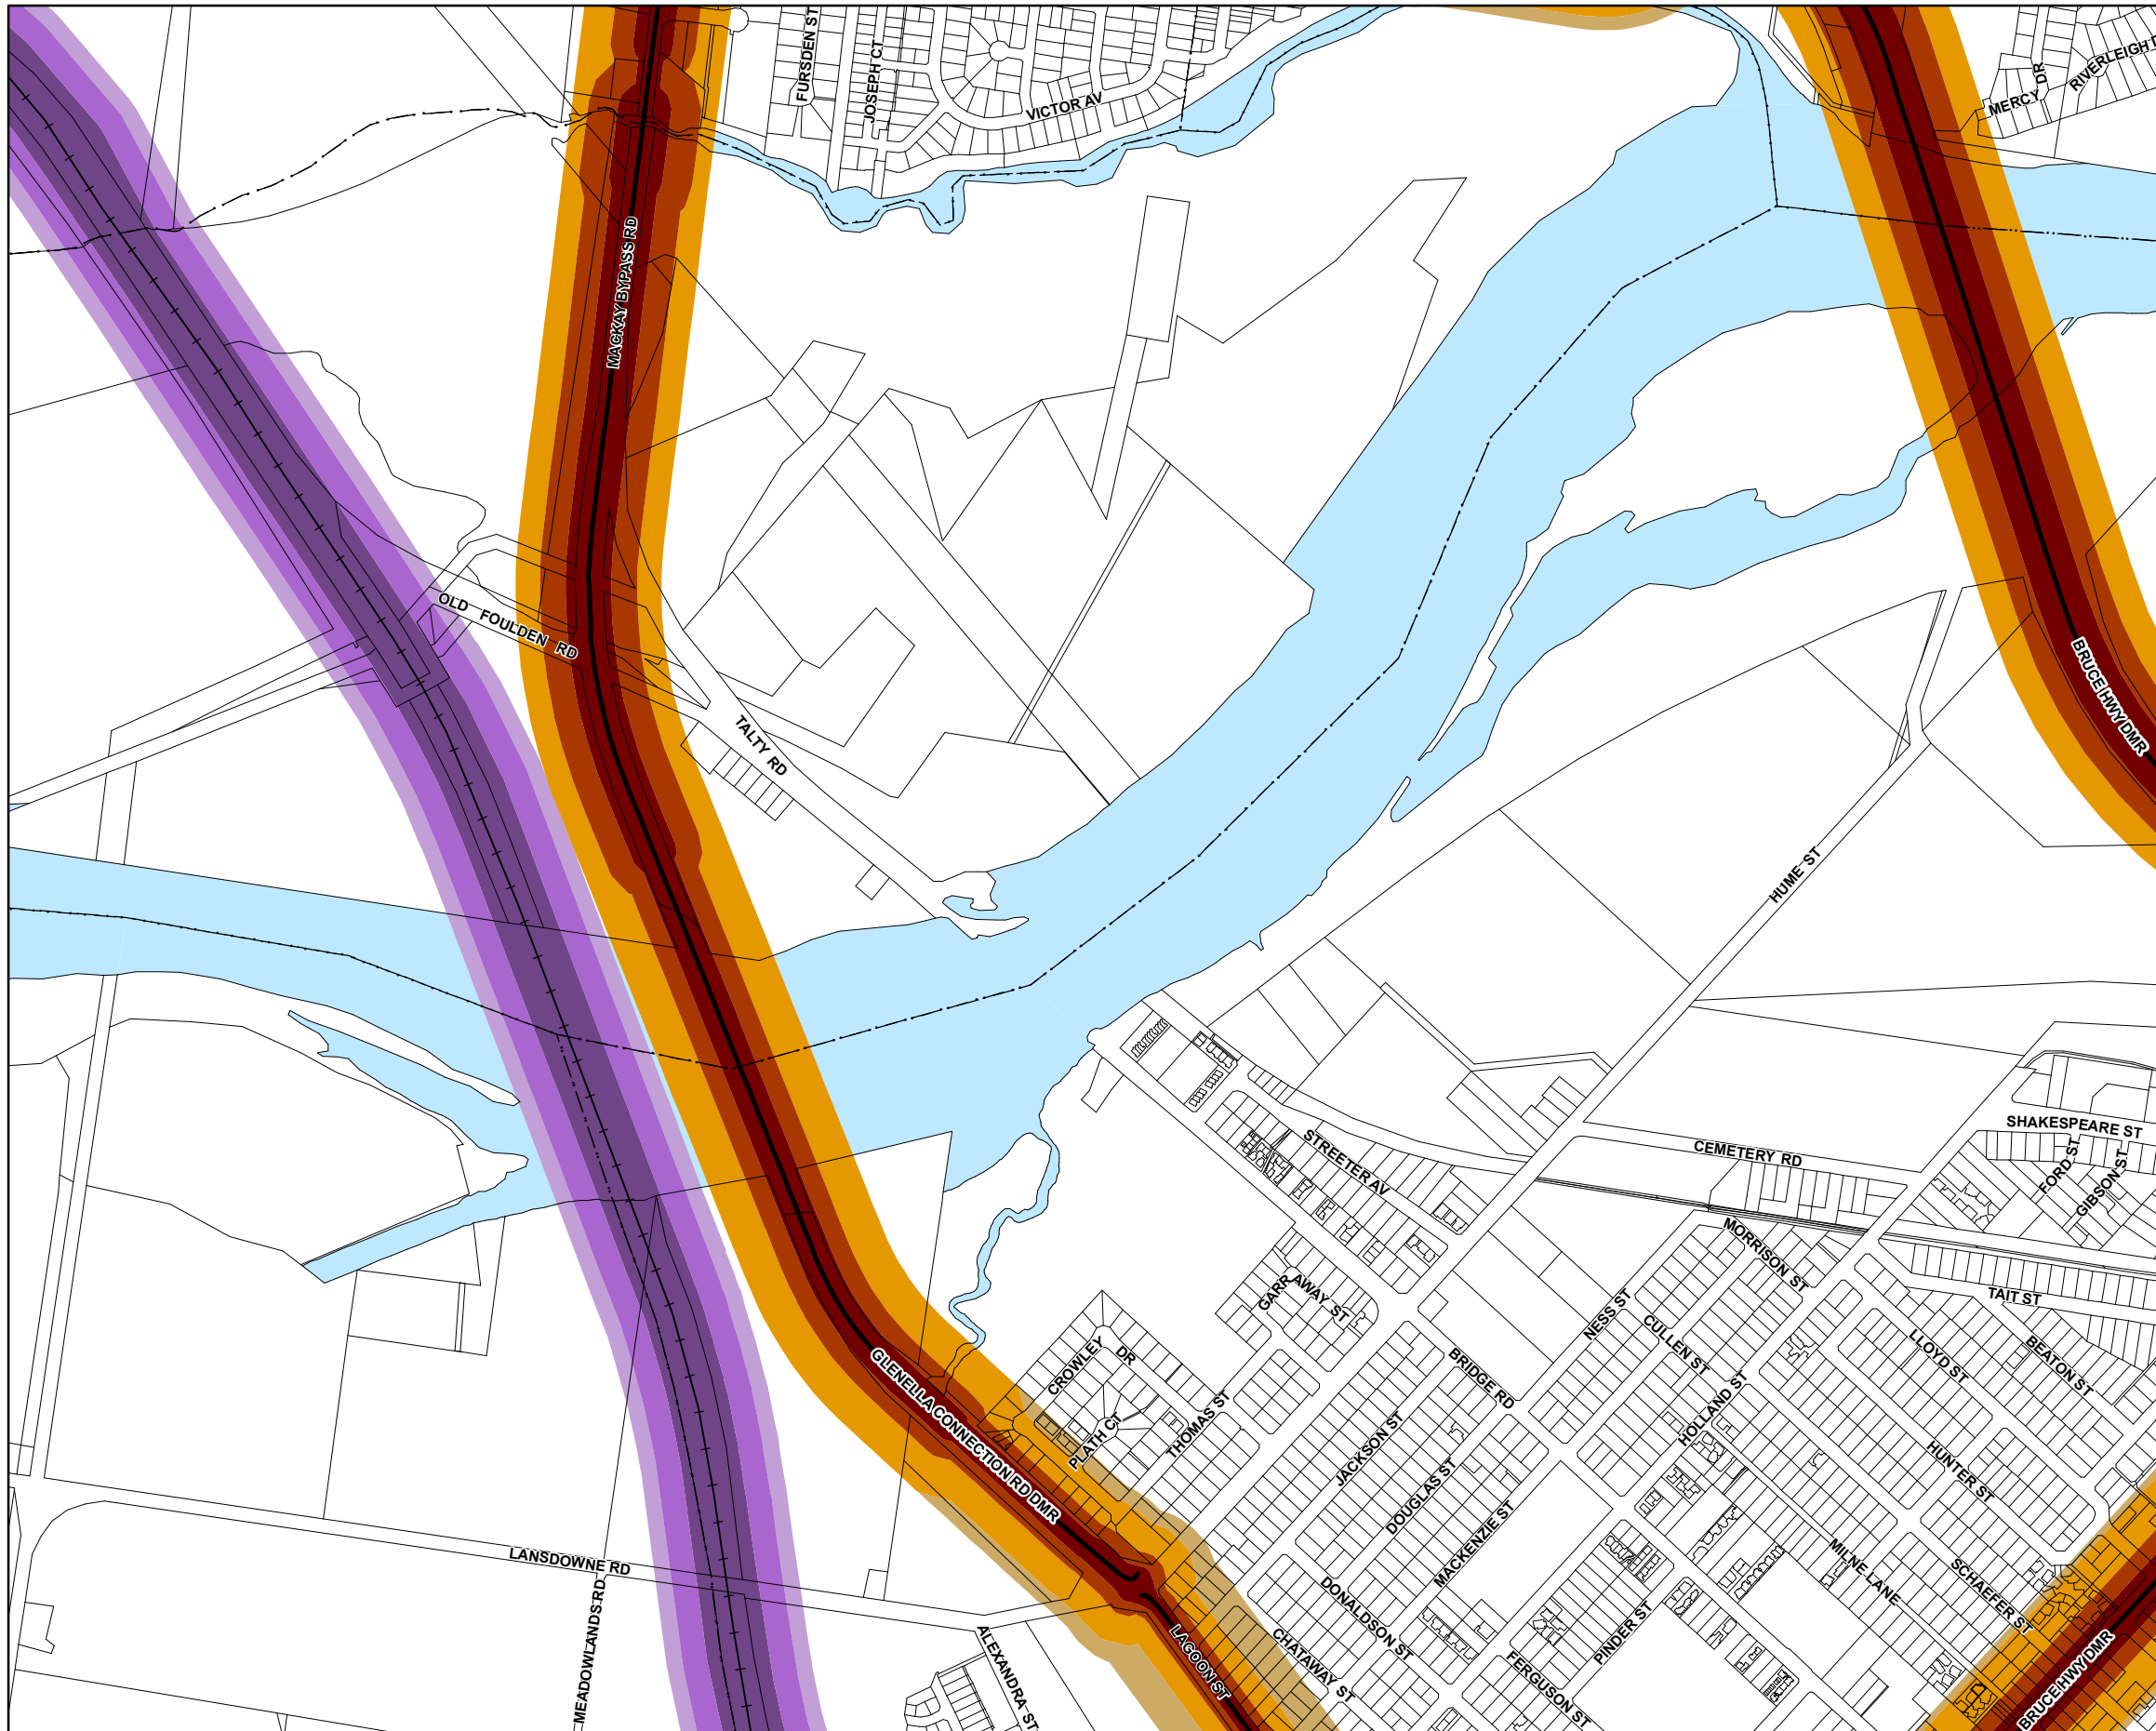 FURSDEN ST
JOSEPH CT
VICTOR AV
MERCY DR
RIVERLEIGH
MACKAY BYPASS RD
OLD FOULDEN RD
TALTY RD
BRUCE HWY DMR
HUME ST
SHAKESPEARE ST
CEMETERY RD
FORD ST
GIBSON ST
STREETER AV
MORRISON ST
GARRAWAY ST
NESS ST
TAIT ST
CULLEN ST
LLOYD ST
BEATON ST
CROWLEY DR
BRIDGE RD
GLENELLA CONNECTION RD DMR
HOLLAND ST
PLATH CT
THOMAS ST
JACKSON ST
HUNTER ST
DOUGLAS ST
MACKENZIE ST
LANSDOWNE RD
MILNE LANE
SCHAEFER ST
MEADOWLANDS RD
DONALDSON ST
PINDER ST
ALEXANDRA ST
LAGOON ST
CHATAWAY ST
FERGUSON ST
BRUCE HWY DMR